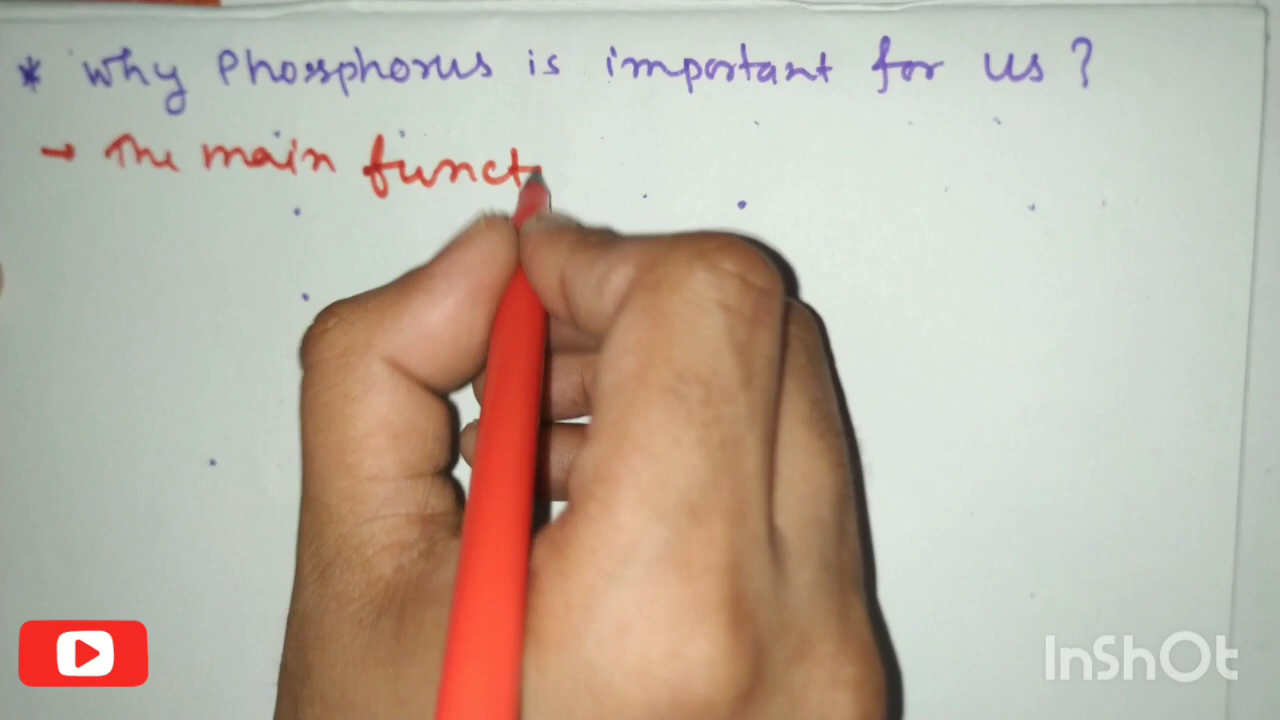 * Why Phosphorus is important for us ?
→ The main funct
InShOt